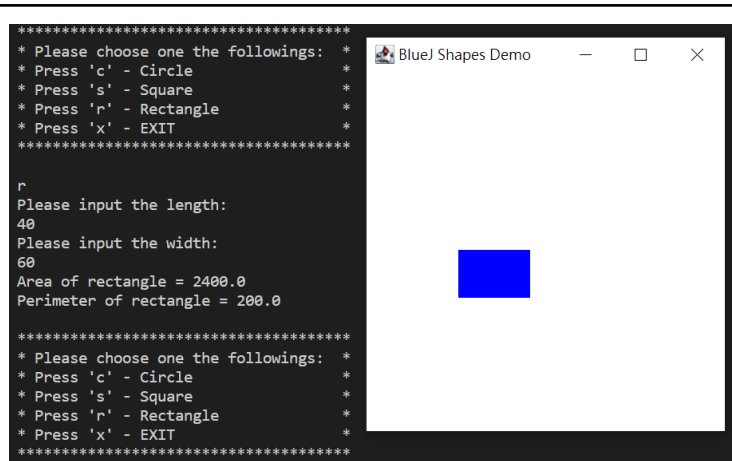 **************************************
* Please choose one the followings:  *
* Press 'c' - Circle                 *
* Press 's' - Square                 *
* Press 'r' - Rectangle              *
* Press 'x' - EXIT                   *
**************************************
r
Please input the length:
40
Please input the width:
60
Area of rectangle = 2400.0
Perimeter of rectangle = 200.0
**************************************
* Please choose one the followings:  *
* Press 'c' - Circle                 *
* Press 's' - Square                 *
* Press 'r' - Rectangle              *
* Press 'x' - EXIT                   *
**************************************
BlueJ Shapes Demo